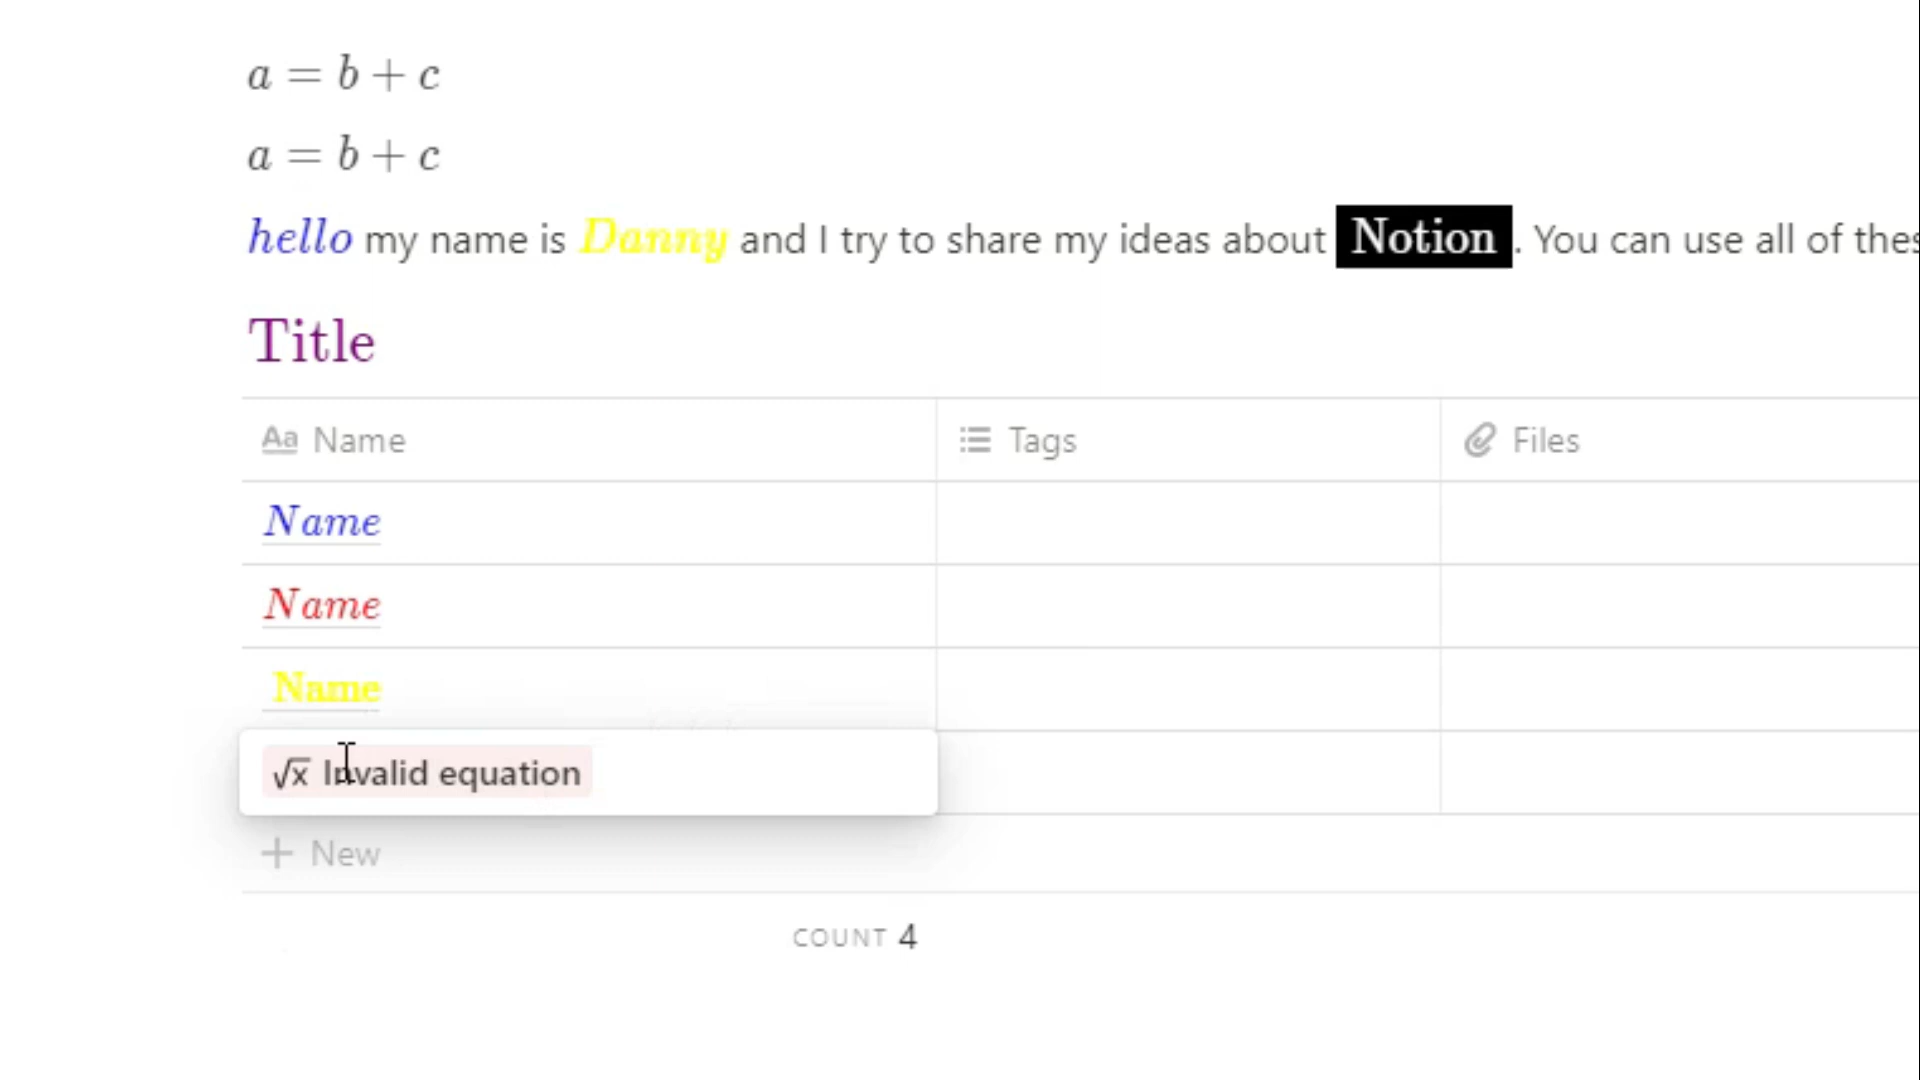 a = b + c
a = b + c
hello my name is Danny and I try to share my ideas about Notion. You can use all of thes
Title
Aa Name Tags Files
Name
Name
Name
√x Invalid equation
+ New
COUNT 4